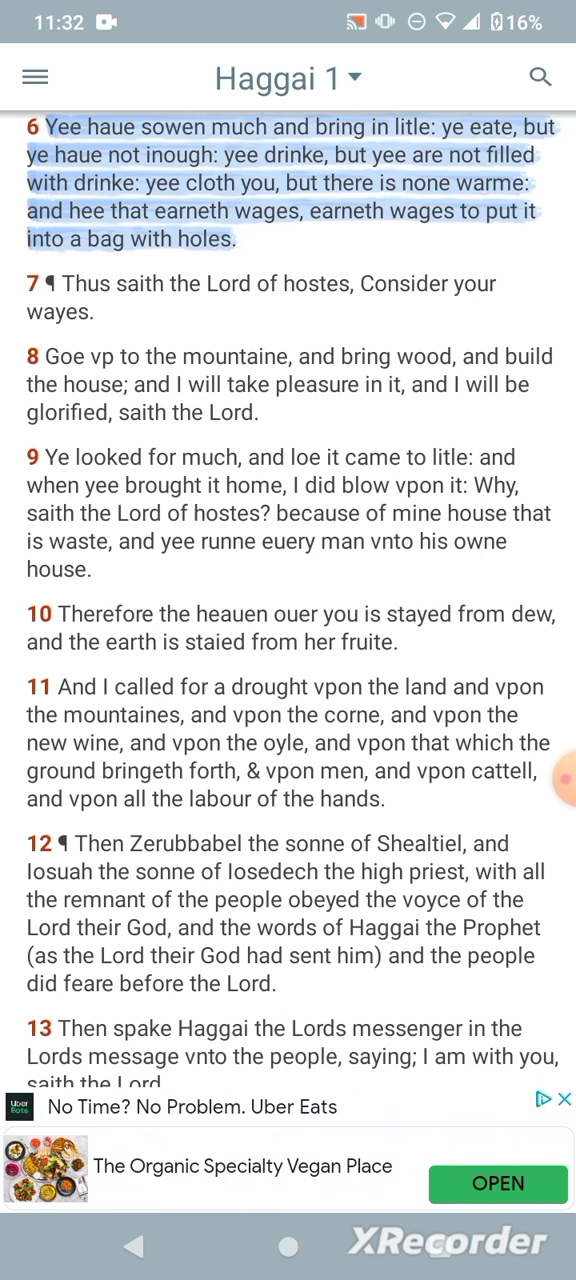 11:32 16%
Haggai 1
6 Yee haue sowen much and bring in litle: ye eate, but
ye haue not inough: yee drinke, but yee are not filled
with drinke: yee cloth you, but there is none warme:
and hee that earneth wages, earneth wages to put it
into a bag with holes.
7 ¶ Thus saith the Lord of hostes, Consider your
wayes.
8 Goe vp to the mountaine, and bring wood, and build
the house; and I will take pleasure in it, and I will be
glorified, saith the Lord.
9 Ye looked for much, and loe it came to litle: and
when yee brought it home, I did blow vpon it: Why,
saith the Lord of hostes? because of mine house that
is waste, and yee runne euery man vnto his owne
house.
10 Therefore the heauen ouer you is stayed from dew,
and the earth is staied from her fruite.
11 And I called for a drought vpon the land and vpon
the mountaines, and vpon the corne, and vpon the
new wine, and vpon the oyle, and vpon that which the
ground bringeth forth, & vpon men, and vpon cattell,
and vpon all the labour of the hands.
12 ¶ Then Zerubbabel the sonne of Shealtiel, and
Iosuah the sonne of Iosedech the high priest, with all
the remnant of the people obeyed the voyce of the
Lord their God, and the words of Haggai the Prophet
(as the Lord their God had sent him) and the people
did feare before the Lord.
13 Then spake Haggai the Lords messenger in the
Lords message vnto the people, saying; I am with you,
saith the Lord
Uber
Eats
No Time? No Problem. Uber Eats
The Organic Specialty Vegan Place
OPEN
XRecorder